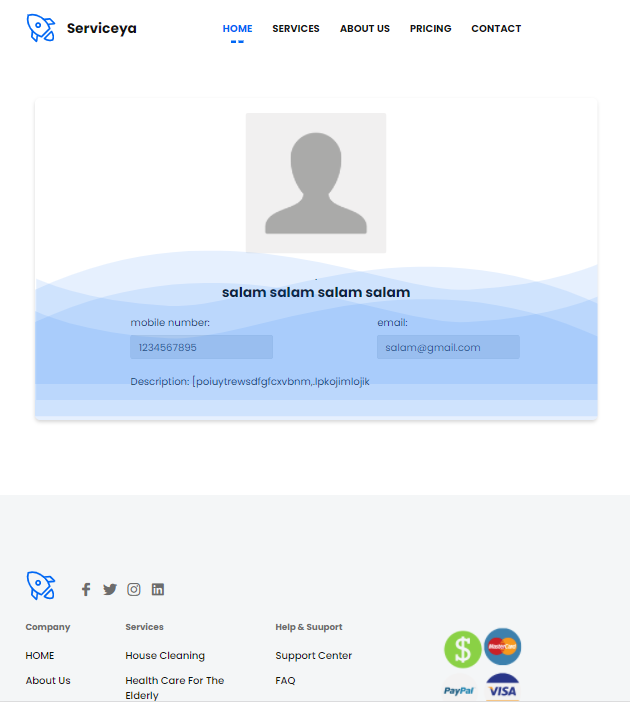 Serviceya
HOME SERVICES ABOUT US PRICING CONTACT
salam salam salam salam
mobile number: email:
1234567895 salam@gmail.com
Description: [poiuytrewsdfgfcxvbnm,.lpkojimlojik
Company Services Help & Suuport
HOME House Cleaning Support Center
About Us Health Care For The FAQ
Elderly
$
MasterCard
PayPal VISA